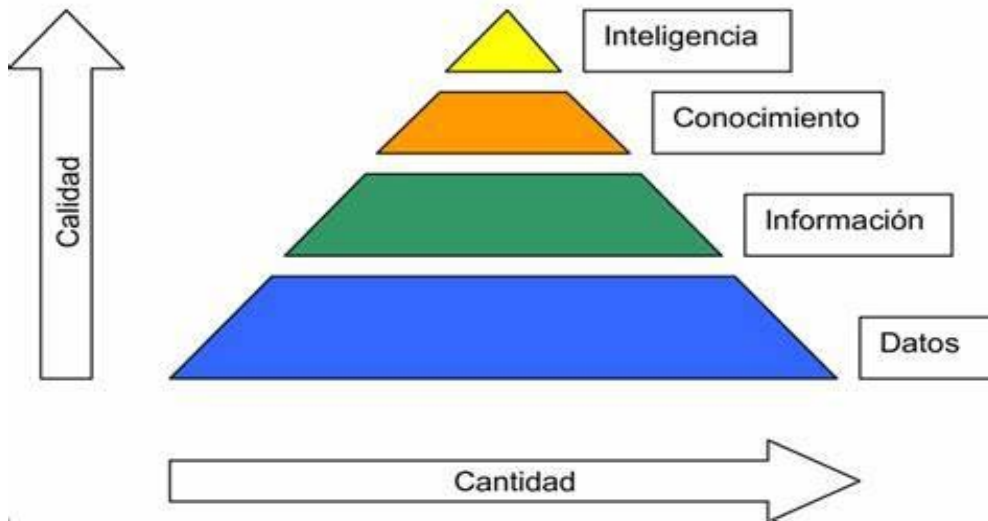 Inteligencia
Conocimiento
Calidad
Información
Datos
Cantidad